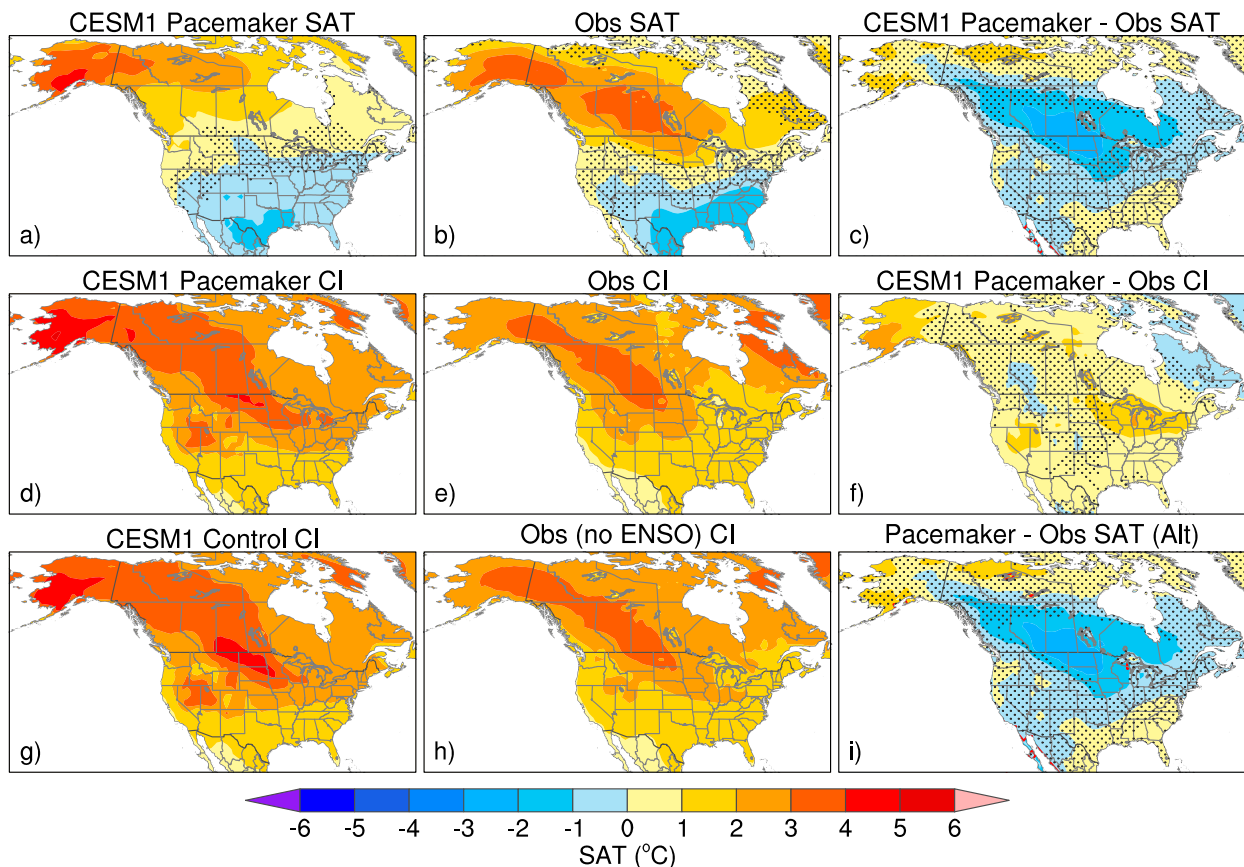 CESM1 Pacemaker SAT
Obs SAT
CESM1 Pacemaker - Obs SAT
a)
b)
c)
CESM1 Pacemaker CI
Obs CI
CESM1 Pacemaker - Obs CI
d)
e)
f)
CESM1 Control CI
Obs (no ENSO) CI
Pacemaker - Obs SAT (Alt)
g)
h)
i)
-6 -5 -4 -3 -2 -1 0 1 2 3 4 5 6
SAT (°C)